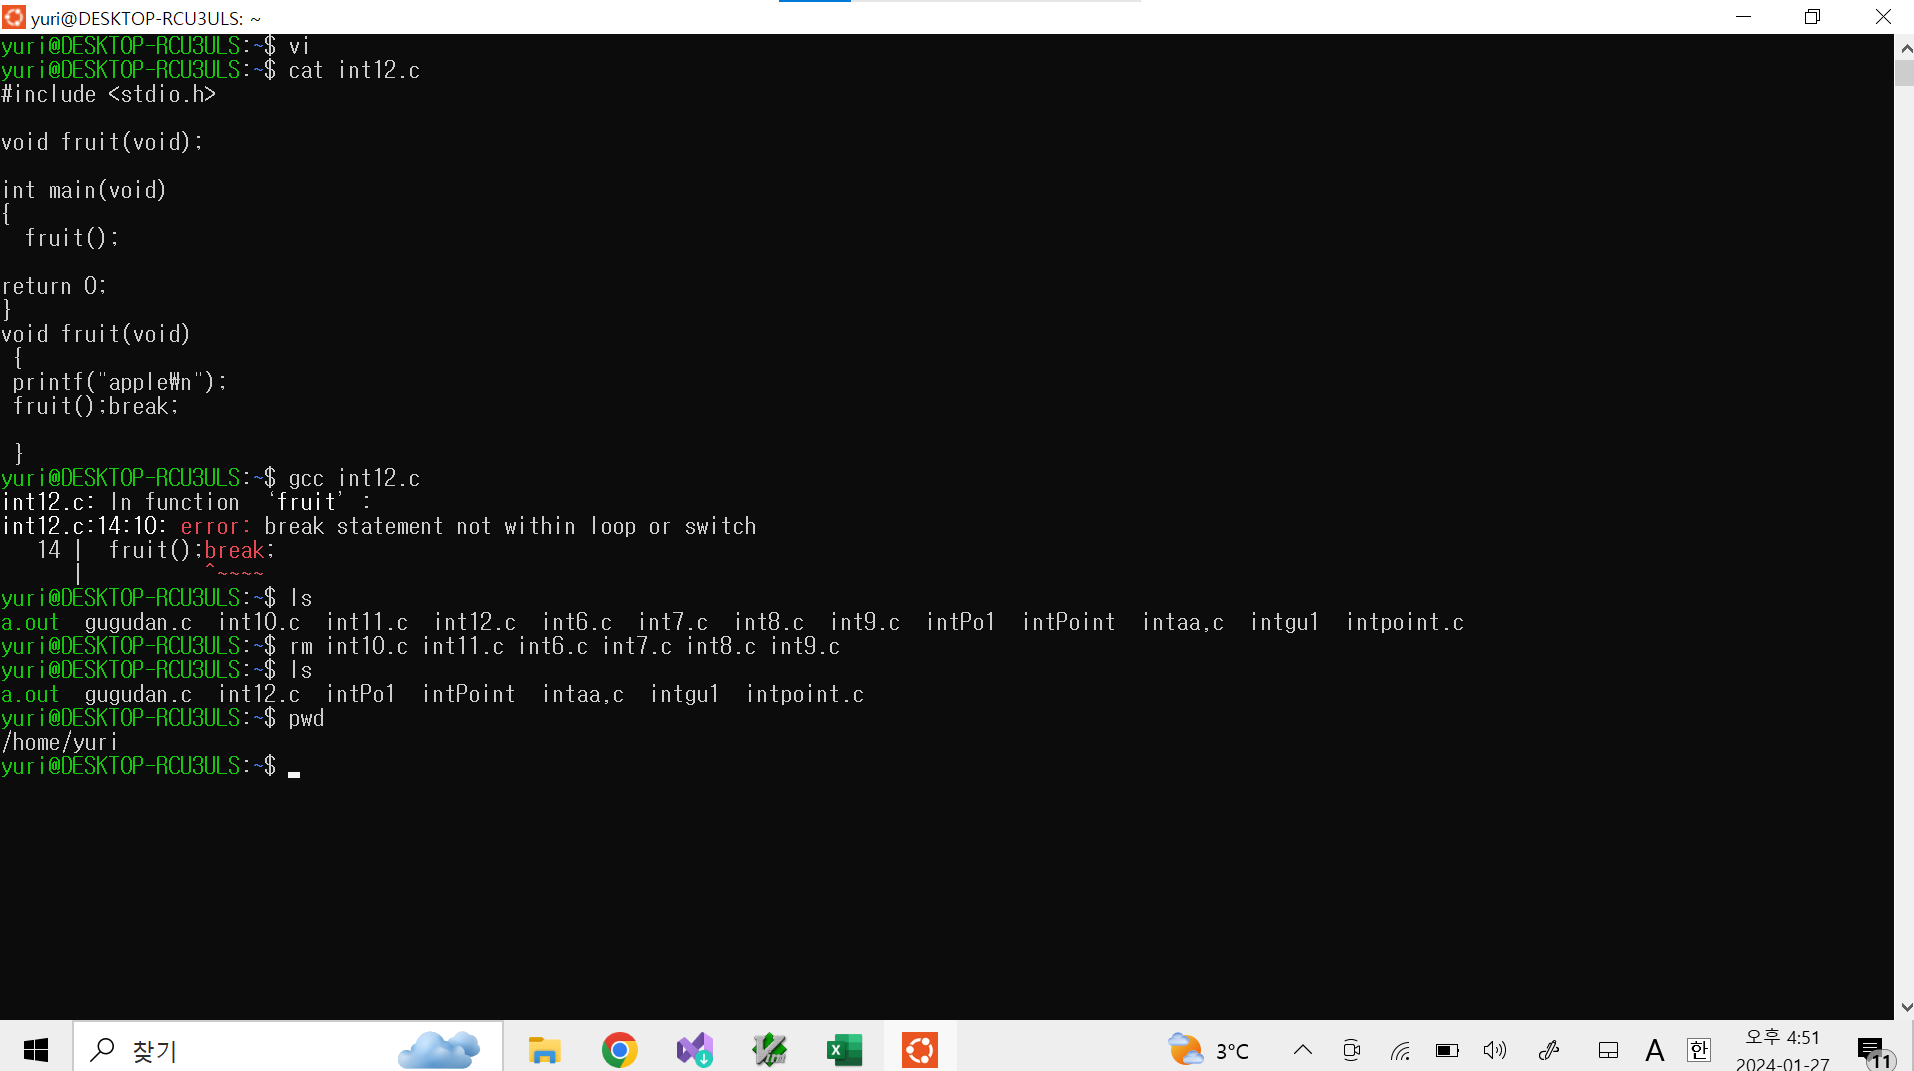 yuri@DESKTOP-RCU3ULS: ~
yuri@DESKTOP-RCU3ULS:~$ vi
yuri@DESKTOP-RCU3ULS:~$ cat int12.c
#include <stdio.h>
void fruit(void);
int main(void)
{
  fruit();
return 0;
}
void fruit(void)
 {
 printf("apple₩n");
 fruit();break;
 }
yuri@DESKTOP-RCU3ULS:~$ gcc int12.c
int12.c: In function ‘fruit’:
int12.c:14:10: error: break statement not within loop or switch
   14 |  fruit();break;
      |          ^~~~~
yuri@DESKTOP-RCU3ULS:~$ ls
a.out  gugudan.c  int10.c  int11.c  int12.c  int6.c  int7.c  int8.c  int9.c  intPo1  intPoint  intaa,c  intgu1  intpoint.c
yuri@DESKTOP-RCU3ULS:~$ rm int10.c int11.c int6.c int7.c int8.c int9.c
yuri@DESKTOP-RCU3ULS:~$ ls
a.out  gugudan.c  int12.c  intPo1  intPoint  intaa,c  intgu1  intpoint.c
yuri@DESKTOP-RCU3ULS:~$ pwd
/home/yuri
yuri@DESKTOP-RCU3ULS:~$
찾기
3°C
A
한
오후 4:51
2024-01-27
11